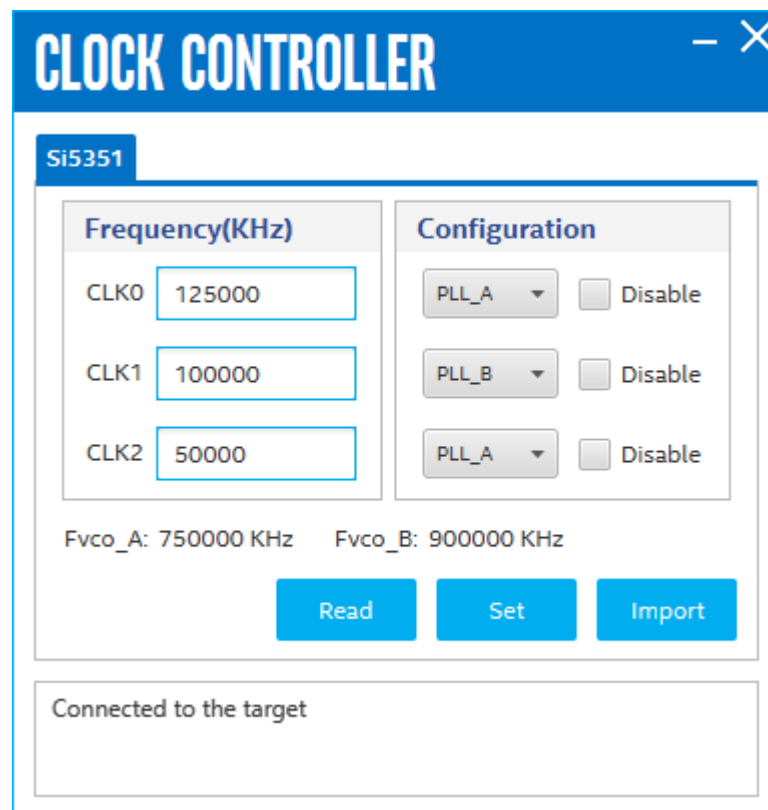 CLOCK CONTROLLER
Si5351
Frequency(KHz)
Configuration
CLK0 125000 PLL_A Disable
CLK1 100000 PLL_B Disable
CLK2 50000 PLL_A Disable
Fvco_A: 750000 KHz Fvco_B: 900000 KHz
Read Set Import
Connected to the target